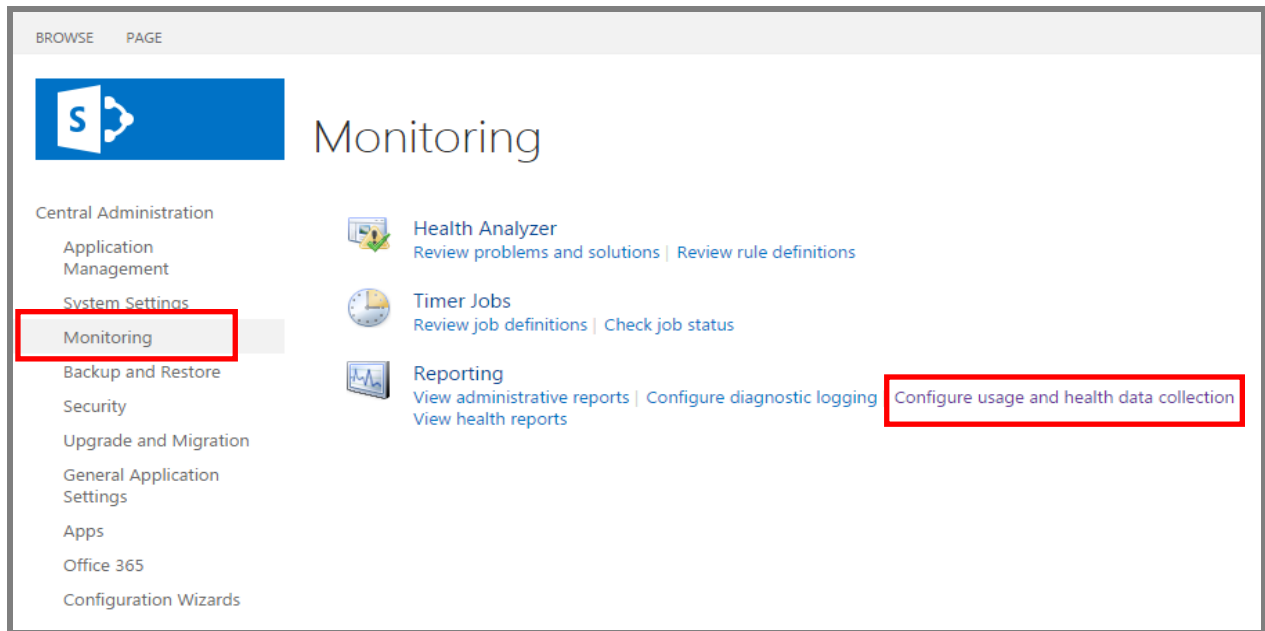 BROWSE PAGE
S
Monitoring
Central Administration
Application
Management
System Settings
Monitoring
Backup and Restore
Security
Upgrade and Migration
General Application
Settings
Apps
Office 365
Configuration Wizards
Health Analyzer
Review problems and solutions | Review rule definitions
Timer Jobs
Review job definitions | Check job status
Reporting
View administrative reports | Configure diagnostic logging Configure usage and health data collection
View health reports